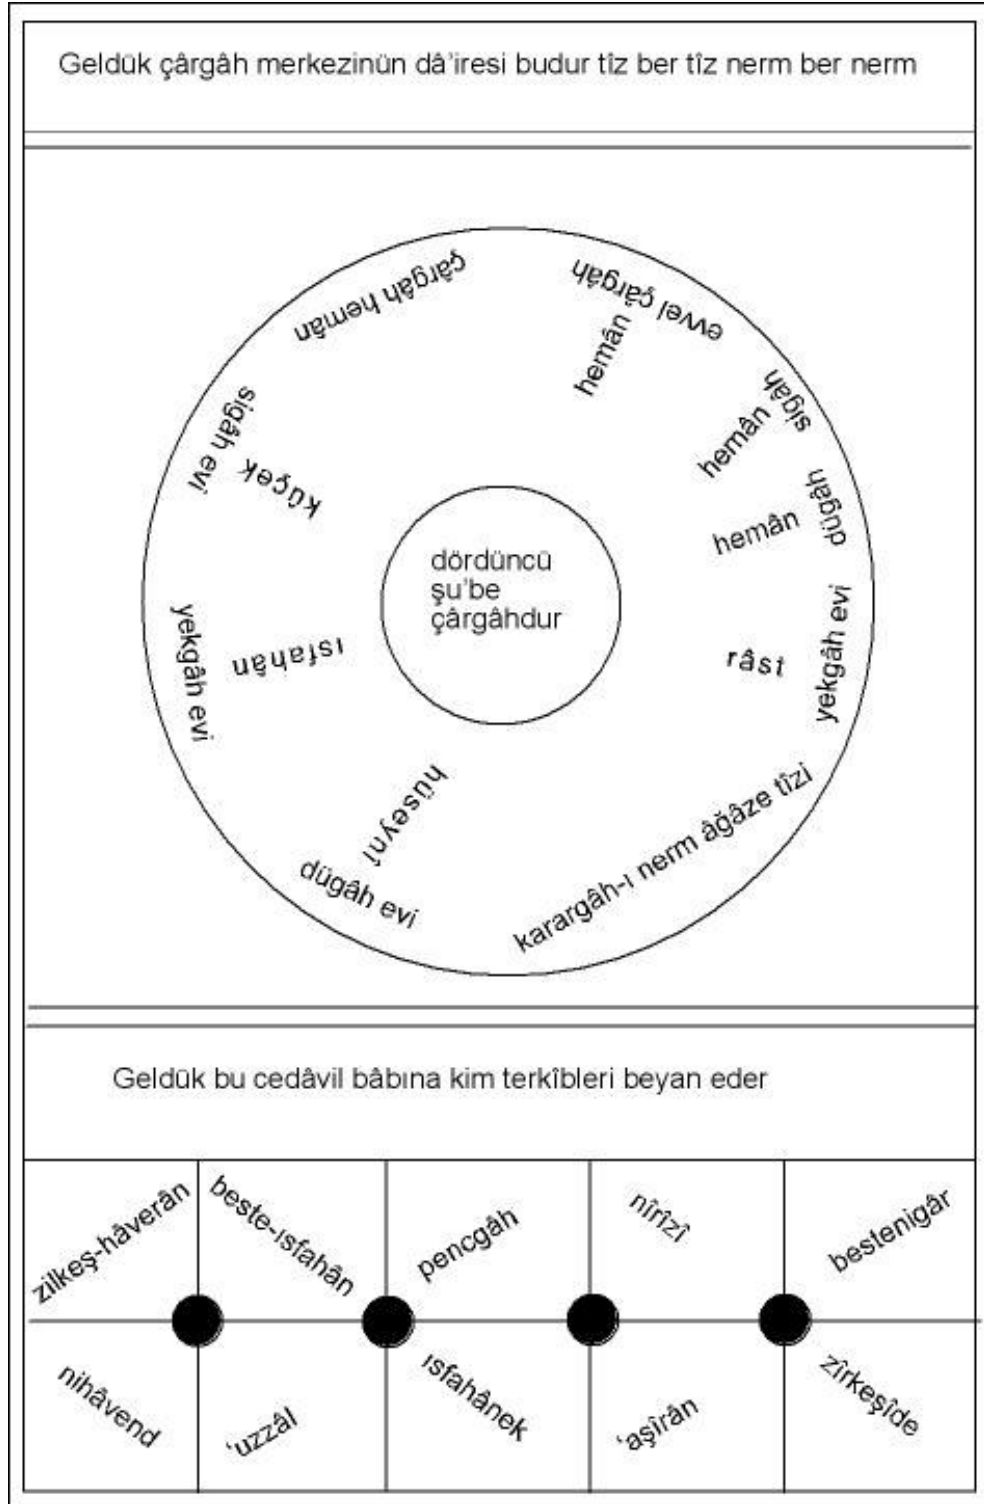 Geldük çârgâh merkezinün dâ'iresi budur tîz ber tîz nerm ber nerm
evvel çârgâh
hemân
sigâh
hemân
dügâh
hemân
yekgâh evi
râst
karargâh-ı nerm âğâze tîzi
dügâh evi
hüseynî
yekgâh evi
ısfahân
sigâh evi
kûçek
çârgâh hemân
dördüncü
şu'be
çârgâhdur
Geldük bu cedâvil bâbına kim terkîbleri beyan eder
zilkeş-hâverân
beste-ısfahân
pencgâh
nîrîzî
bestenigâr
nihâvend
‘uzzâl
ısfahânek
‘aşîrân
zîrkeşîde